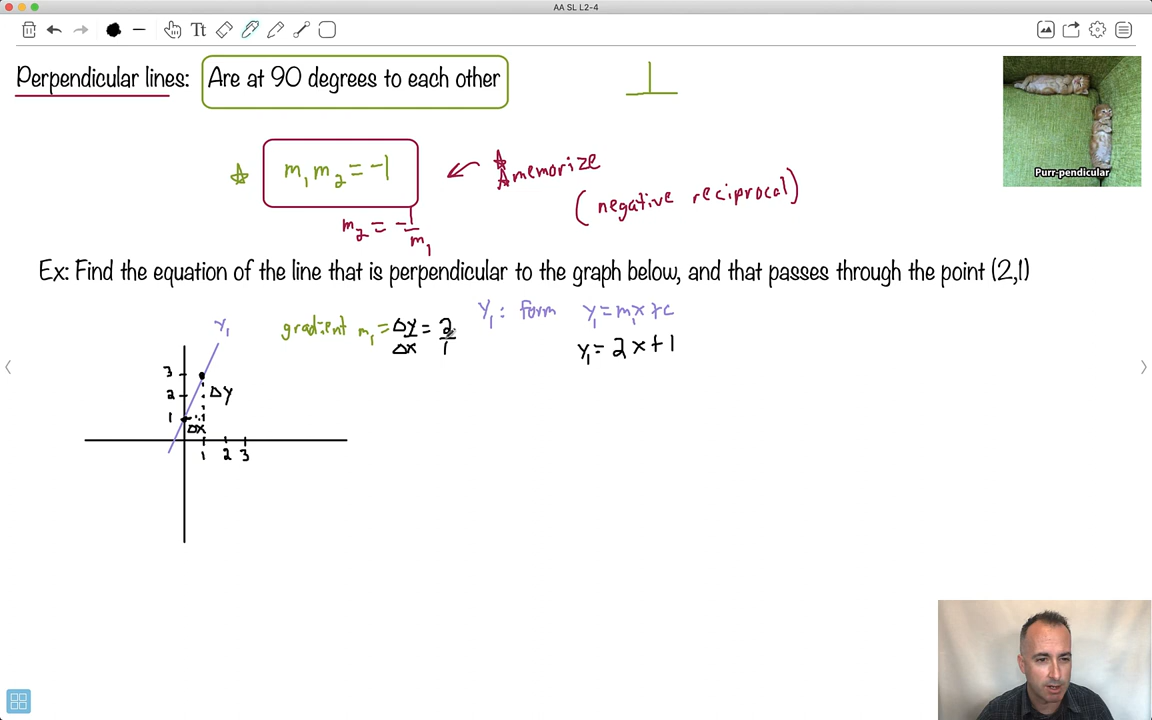 AA SL L2-4
Tt
Perpendicular lines: Are at 90 degrees to each other
Purr-pendicular
m₁ m₂ = -1
memorize
(negative reciprocal)
m₂ = -1/m₁
Ex: Find the equation of the line that is perpendicular to the graph below, and that passes through the point (2,1)
gradient m₁ = Δy/Δx = 2/1
y₁: form y₁ = m₁x+c
y₁ = 2x+1
y₁
3
2
1
Δy
Δx
1 2 3